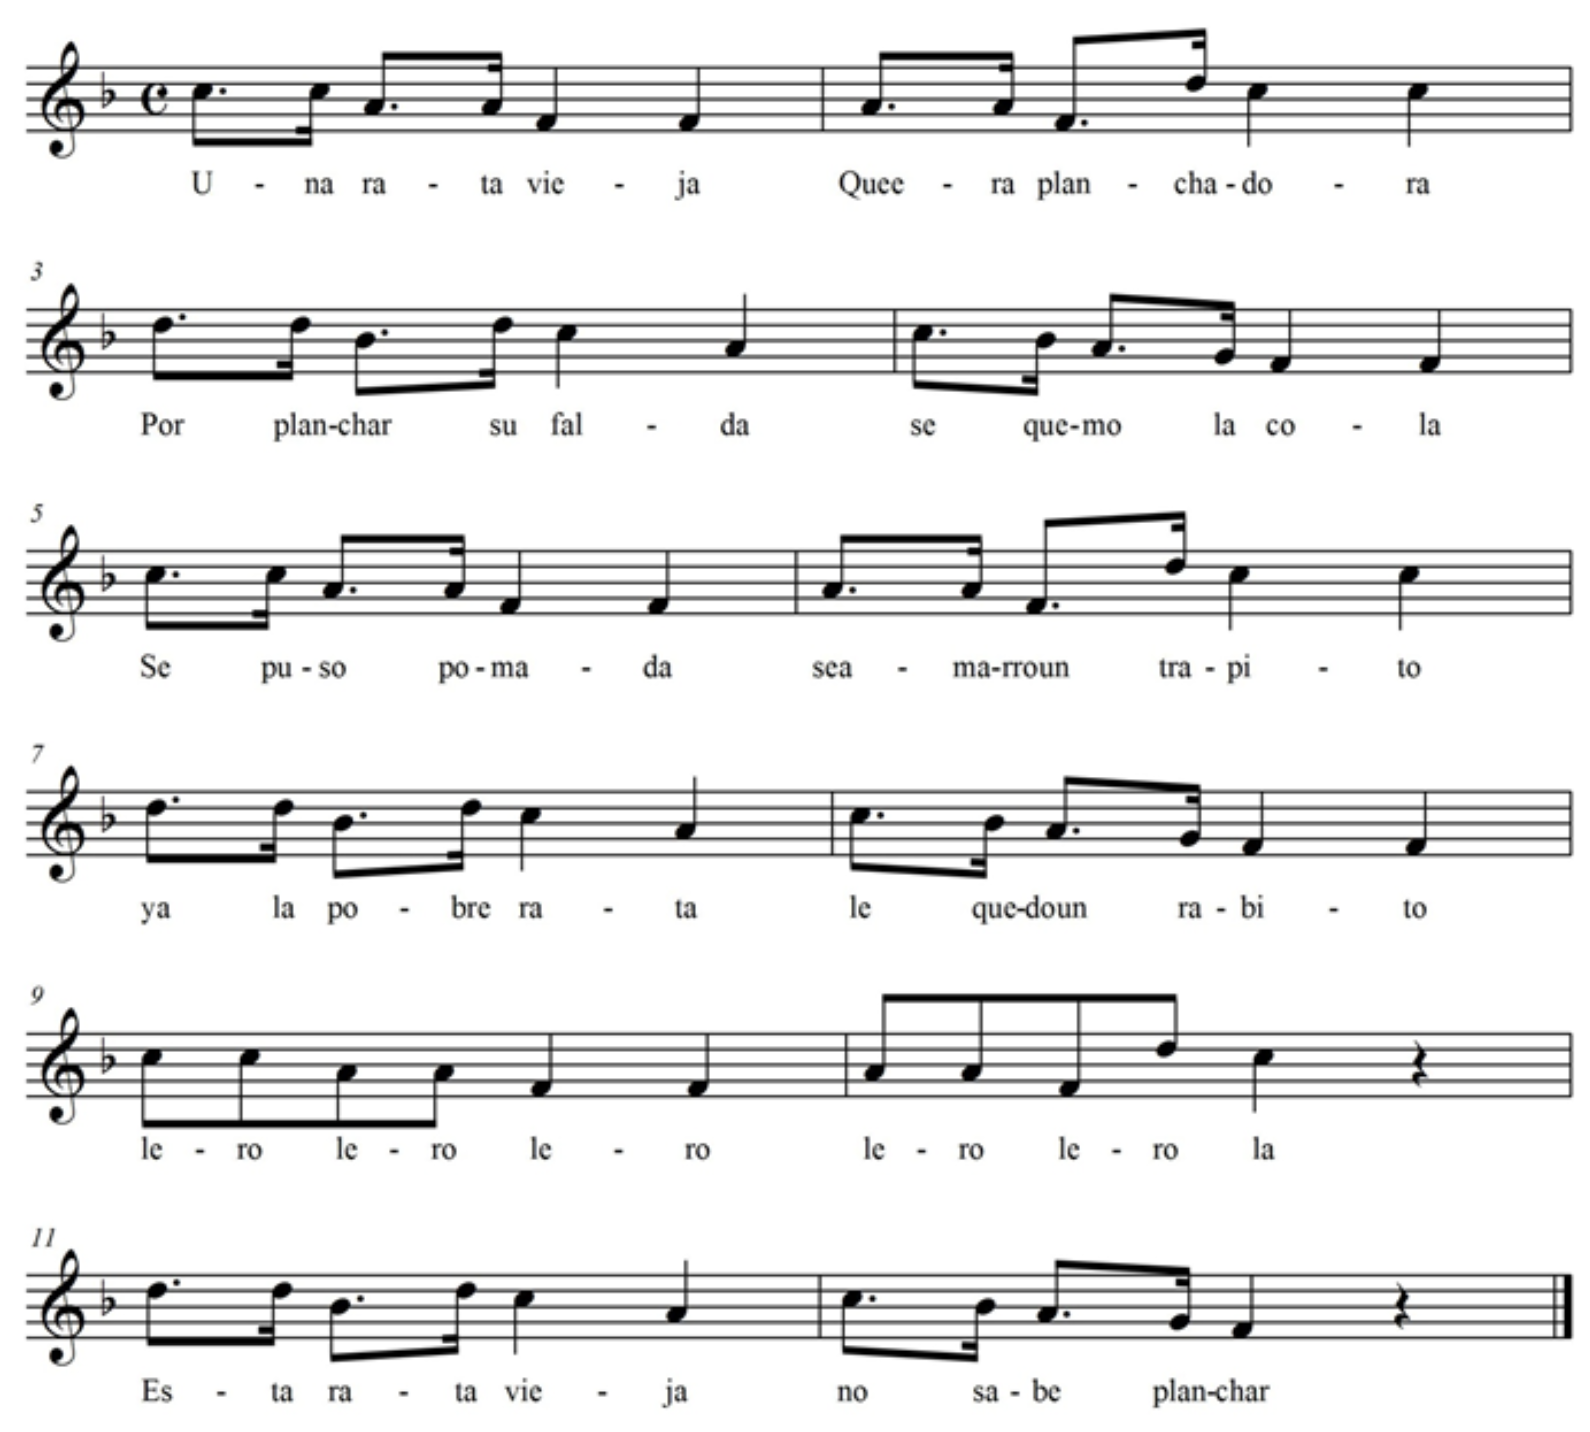 U - na ra - ta vie - ja Quee - ra plan - cha - do - ra
3
Por plan-char su fal - da se que-mo la co - la
5
Se pu - so po - ma - da sea - ma-rroun tra - pi - to
7
ya la po - bre ra - ta le que-doun ra - bi - to
9
le - ro le - ro le - ro le - ro le - ro la
11
Es - ta ra - ta vie - ja no sa - be plan-char